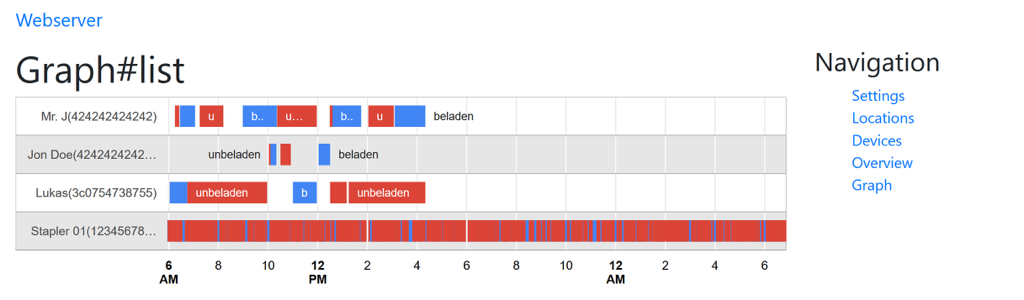 Webserver
Graph#list
Navigation
Settings
Locations
Devices
Overview
Graph
Mr. J(424242424242) u b.. u... b.. u beladen
Jon Doe(4242424242... unbeladen beladen
Lukas(3c0754738755) unbeladen b unbeladen
Stapler 01(12345678...
6 8 10 12 2 4 6 8 10 12 2 4 6
AM PM AM